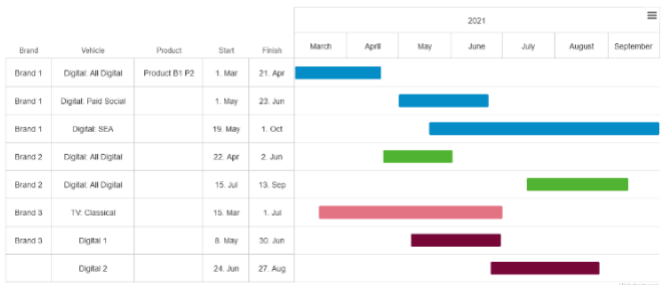 2021
Brand Vehicle Product Start Finish March April May June July August September
Brand 1 Digital: All Digital Product B1 P2 1. Mar 21. Apr
Brand 1 Digital: Paid Social 1. May 23. Jun
Brand 1 Digital: SEA 19. May 1. Oct
Brand 2 Digital: All Digital 22. Apr 2. Jun
Brand 2 Digital: All Digital 15. Jul 13. Sep
Brand 3 TV: Classical 15. Mar 1. Jul
Brand 3 Digital 1 8. May 30. Jun
Digital 2 24. Jun 27. Aug